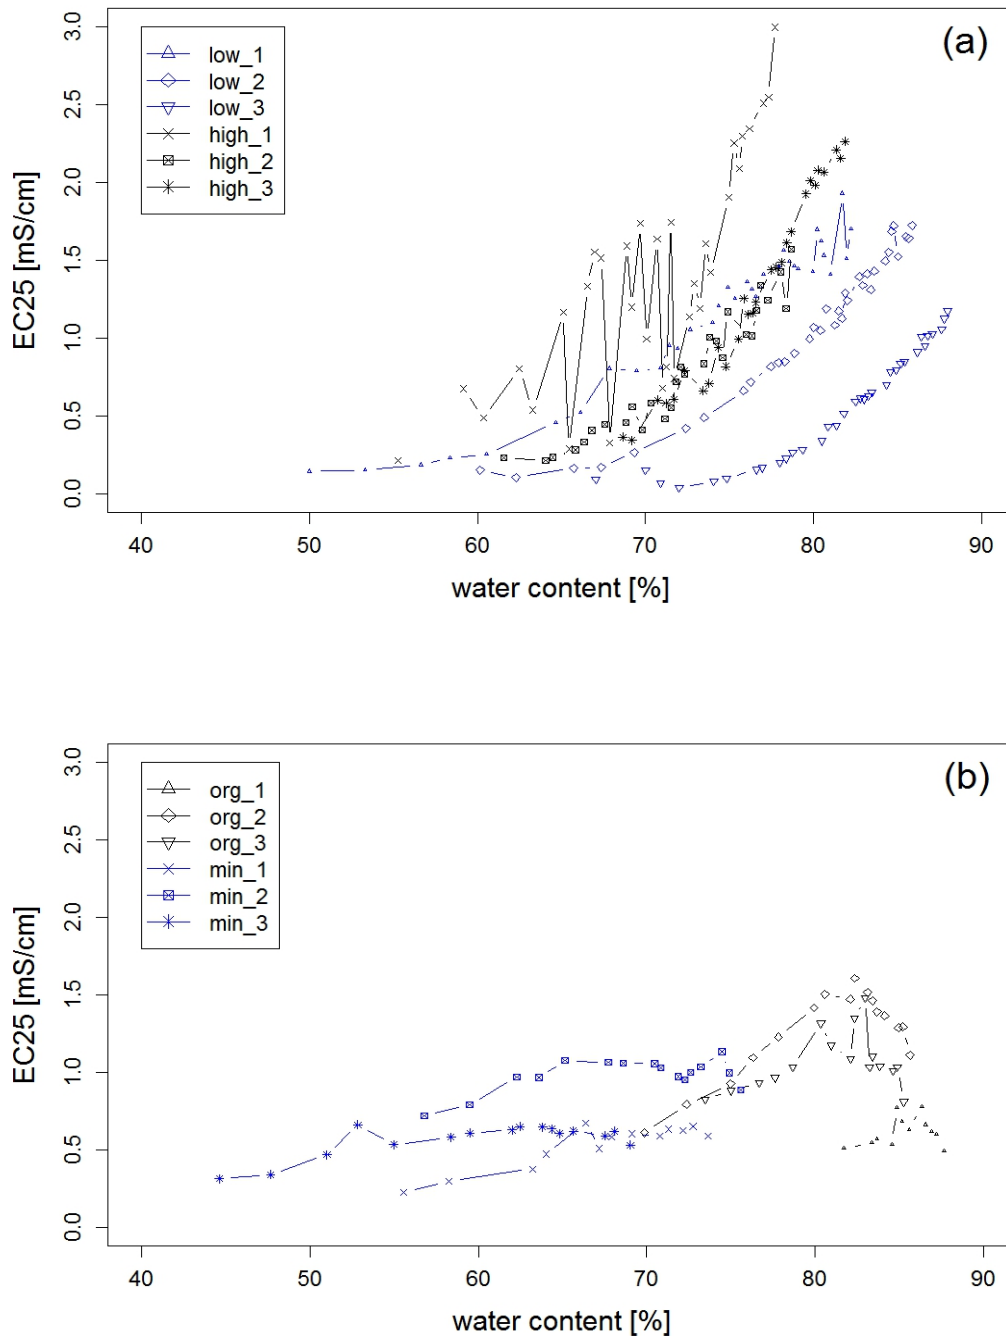 (a)
low_1
low_2
low_3
high_1
high_2
high_3
EC25 [mS/cm]
3.0
2.5
2.0
1.5
1.0
0.5
0.0
40 50 60 70 80 90
water content [%]
(b)
org_1
org_2
org_3
min_1
min_2
min_3
EC25 [mS/cm]
3.0
2.5
2.0
1.5
1.0
0.5
0.0
40 50 60 70 80 90
water content [%]